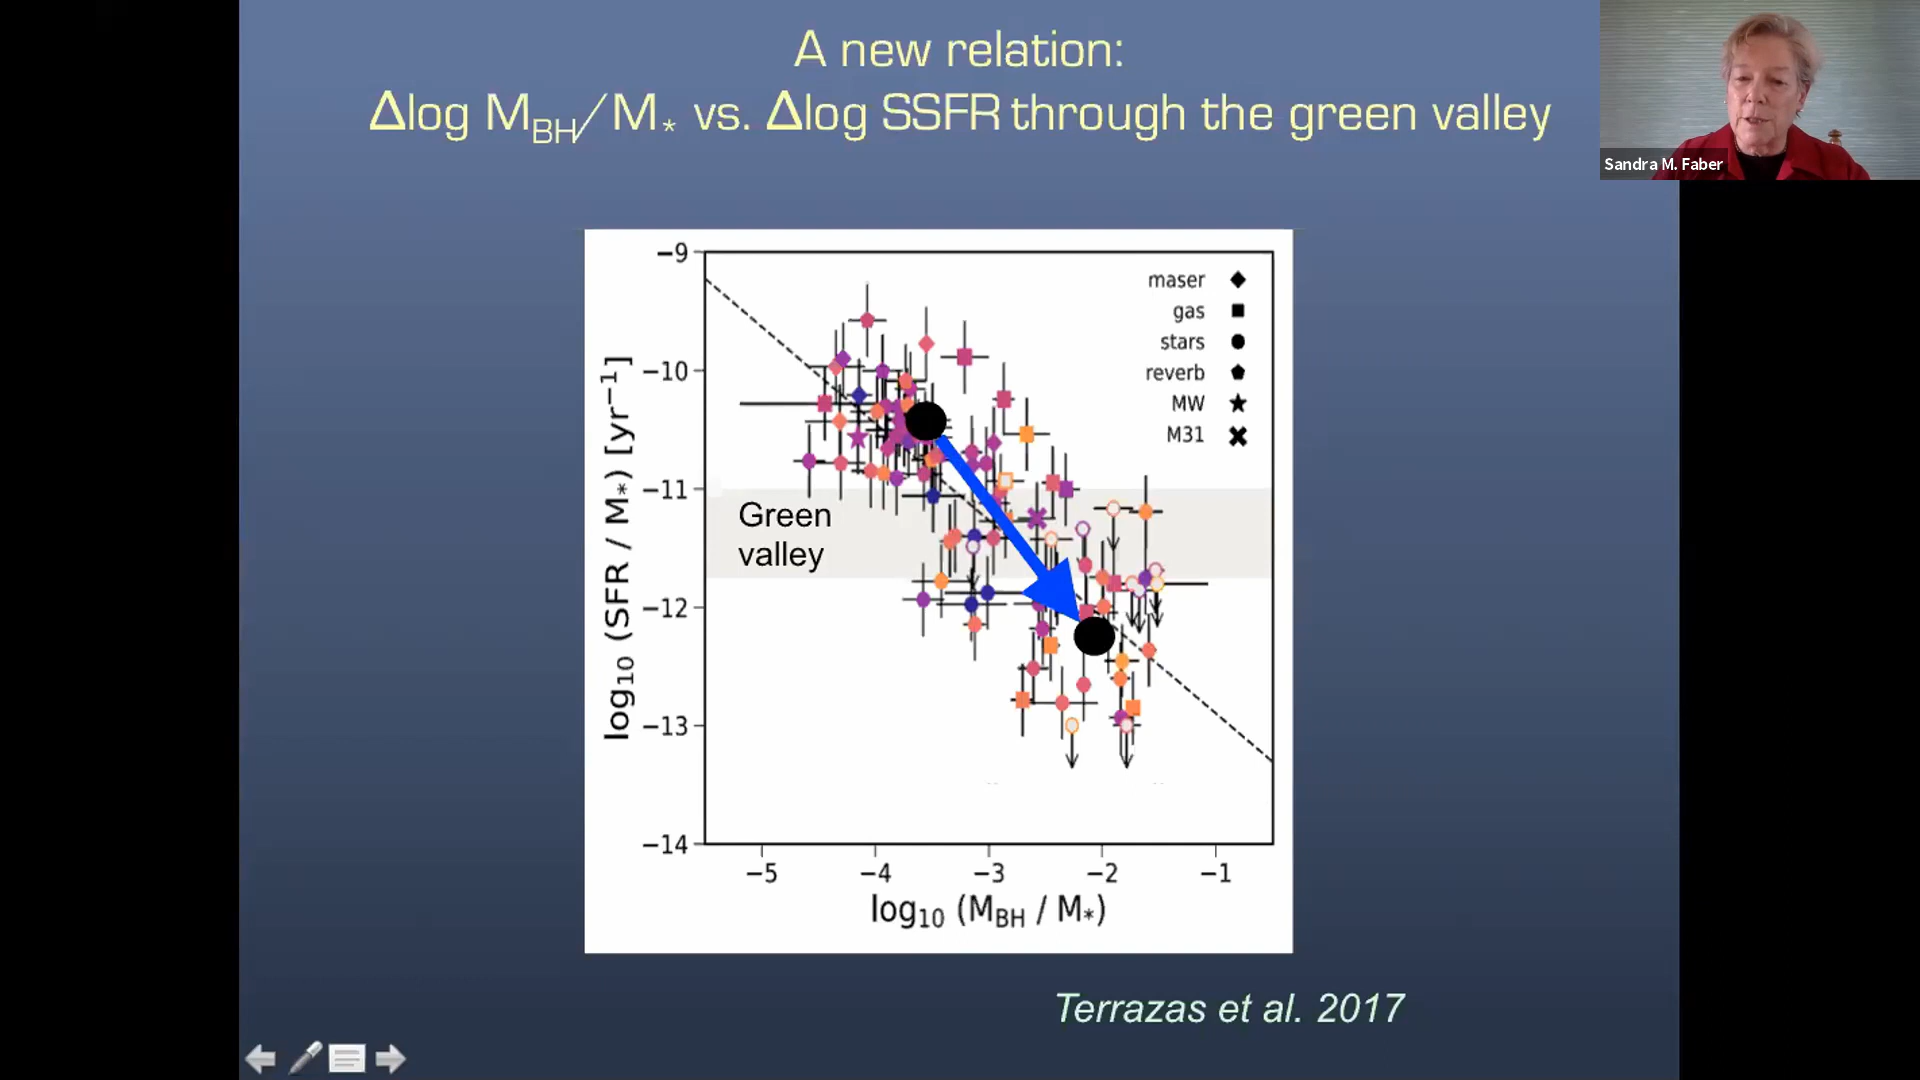 A new relation:
Δlog M_BH/M_* vs. Δlog SSFR through the green valley
Sandra M. Faber
−9
−10
−11
−12
−13
−14
log₁₀ (SFR / M_*) [yr⁻¹]
maser
gas
stars
reverb
MW
M31
Green
valley
−5 −4 −3 −2 −1
log₁₀ (M_BH / M_*)
Terrazas et al. 2017